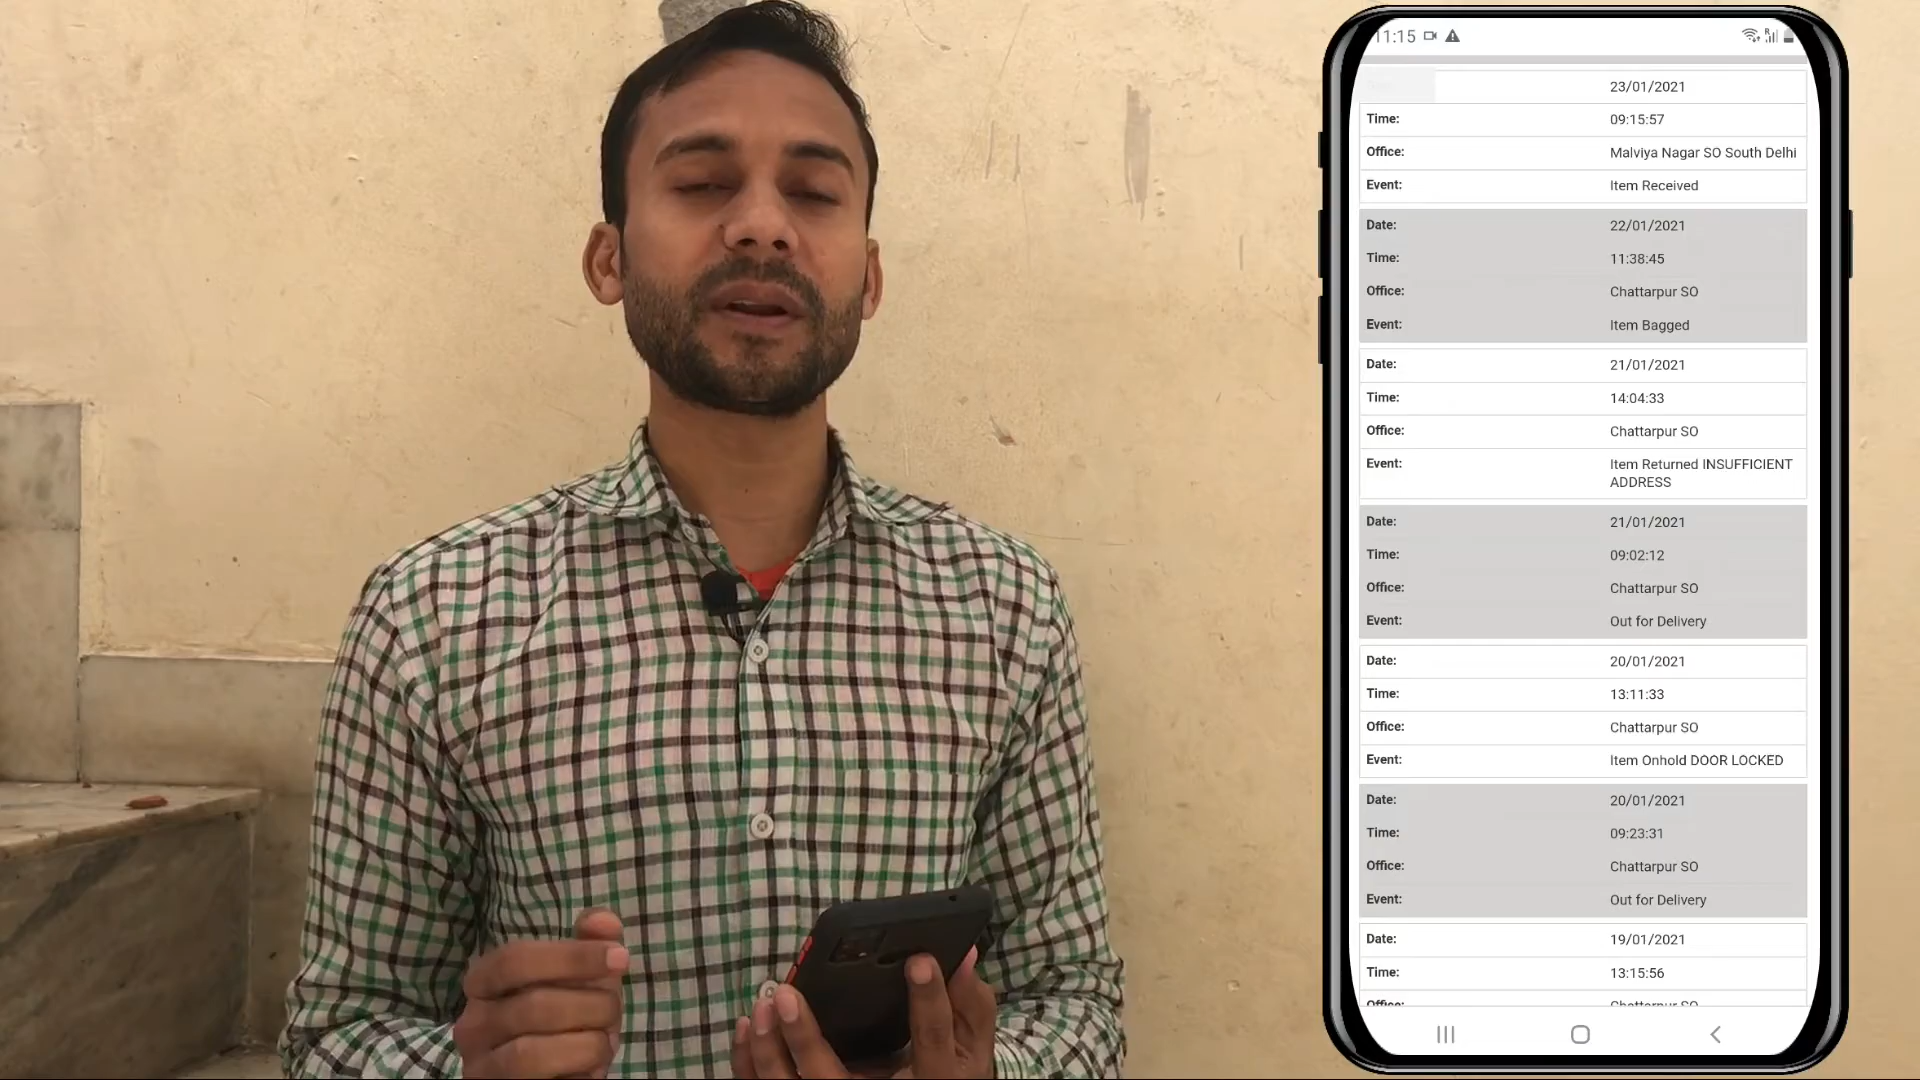 11:15
23/01/2021
Time: 09:15:57
Office: Malviya Nagar SO South Delhi
Event: Item Received
Date: 22/01/2021
Time: 11:38:45
Office: Chattarpur SO
Event: Item Bagged
Date: 21/01/2021
Time: 14:04:33
Office: Chattarpur SO
Event: Item Returned INSUFFICIENT
ADDRESS
Date: 21/01/2021
Time: 09:02:12
Office: Chattarpur SO
Event: Out for Delivery
Date: 20/01/2021
Time: 13:11:33
Office: Chattarpur SO
Event: Item Onhold DOOR LOCKED
Date: 20/01/2021
Time: 09:23:31
Office: Chattarpur SO
Event: Out for Delivery
Date: 19/01/2021
Time: 13:15:56
Office: Chattarpur SO